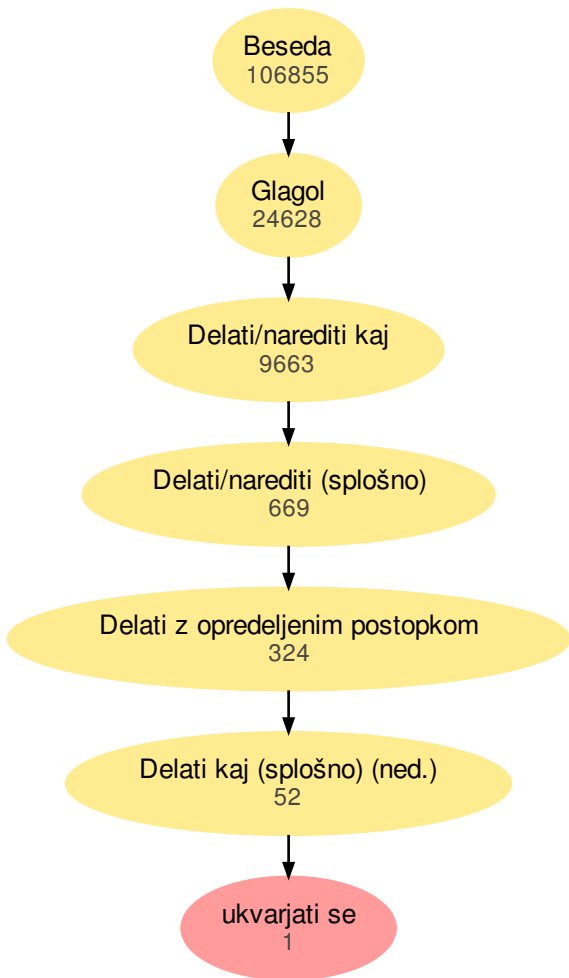 Beseda
106855
Glagol
24628
Delati/narediti kaj
9663
Delati/narediti (splošno)
669
Delati z opredeljenim postopkom
324
Delati kaj (splošno) (ned.)
52
ukvarjati se
1